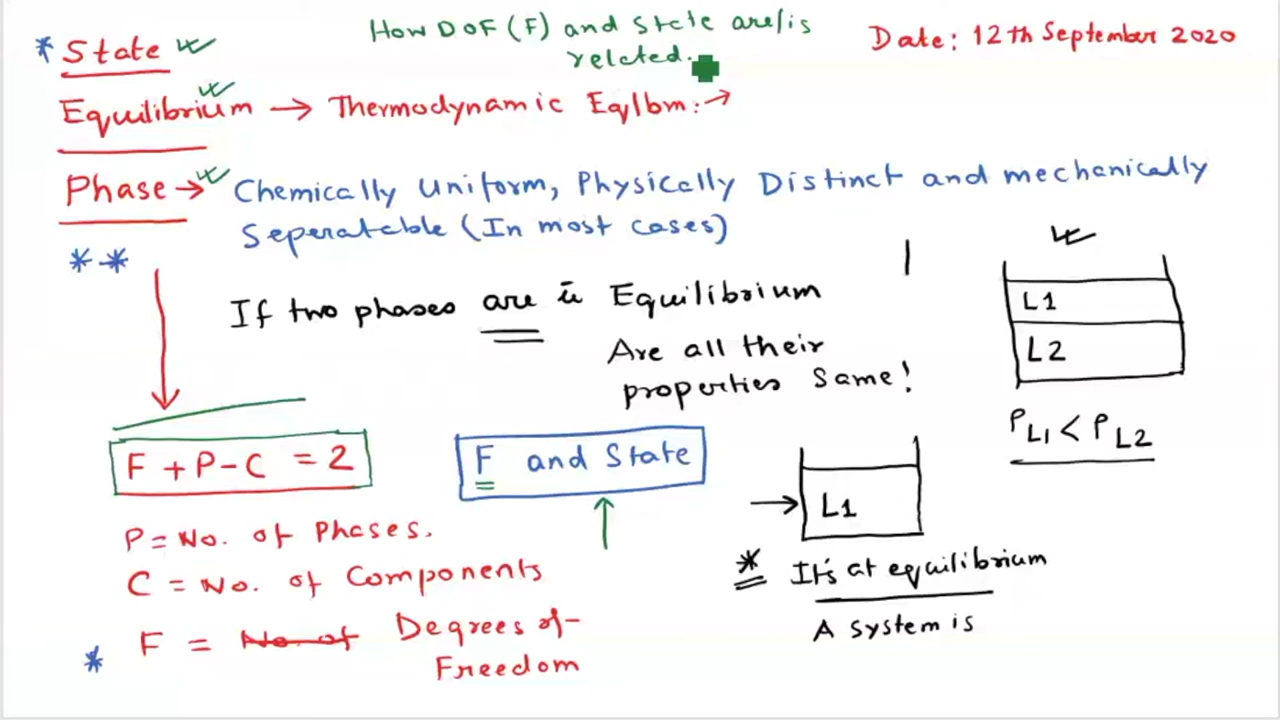 How DOF (F) and State are/is
related.
Date: 12th September 2020
* State
Equilibrium → Thermodynamic Eqlbm: →
Phase → Chemically Uniform, Physically Distinct and mechanically
Seperatable (In most cases)
**
If two phases are in Equilibrium
Are all their
properties same!
L1
L2
ρL1 < ρL2
F + P - C = 2
F and State
L1
P = No. of Phases.
C = No. of Components
* F = No of Degrees of-
Freedom
* It's at equilibrium
A system is